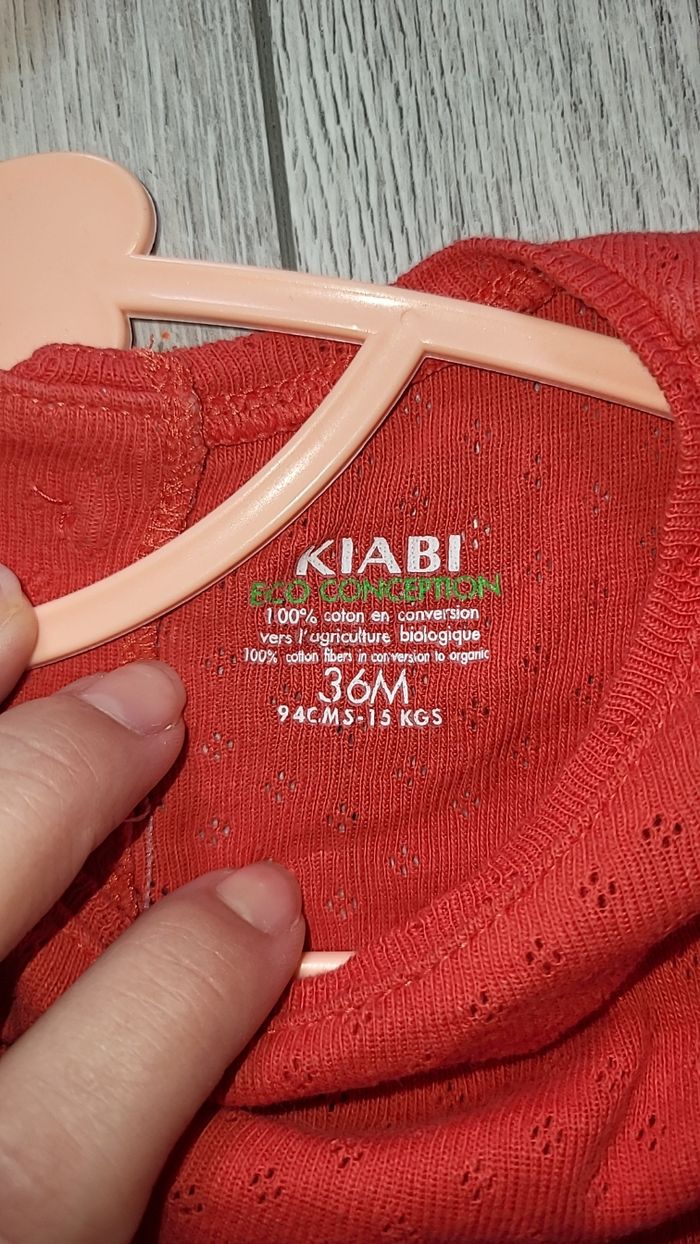 KIABI
ECO CONCEPTION
100% coton en conversion
vers l'agriculture biologique
100% cotton fibers in conversion to organic
36M
94CMS-15 KGS